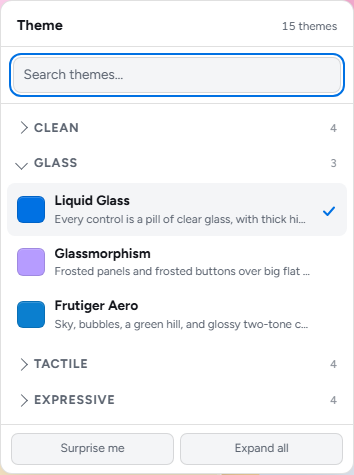 Theme 15 themes
Search themes...
CLEAN 4
GLASS 3
Liquid Glass
Every control is a pill of clear glass, with thick hi...
Glassmorphism
Frosted panels and frosted buttons over big flat ...
Frutiger Aero
Sky, bubbles, a green hill, and glossy two-tone c...
TACTILE 4
EXPRESSIVE 4
Surprise me Expand all